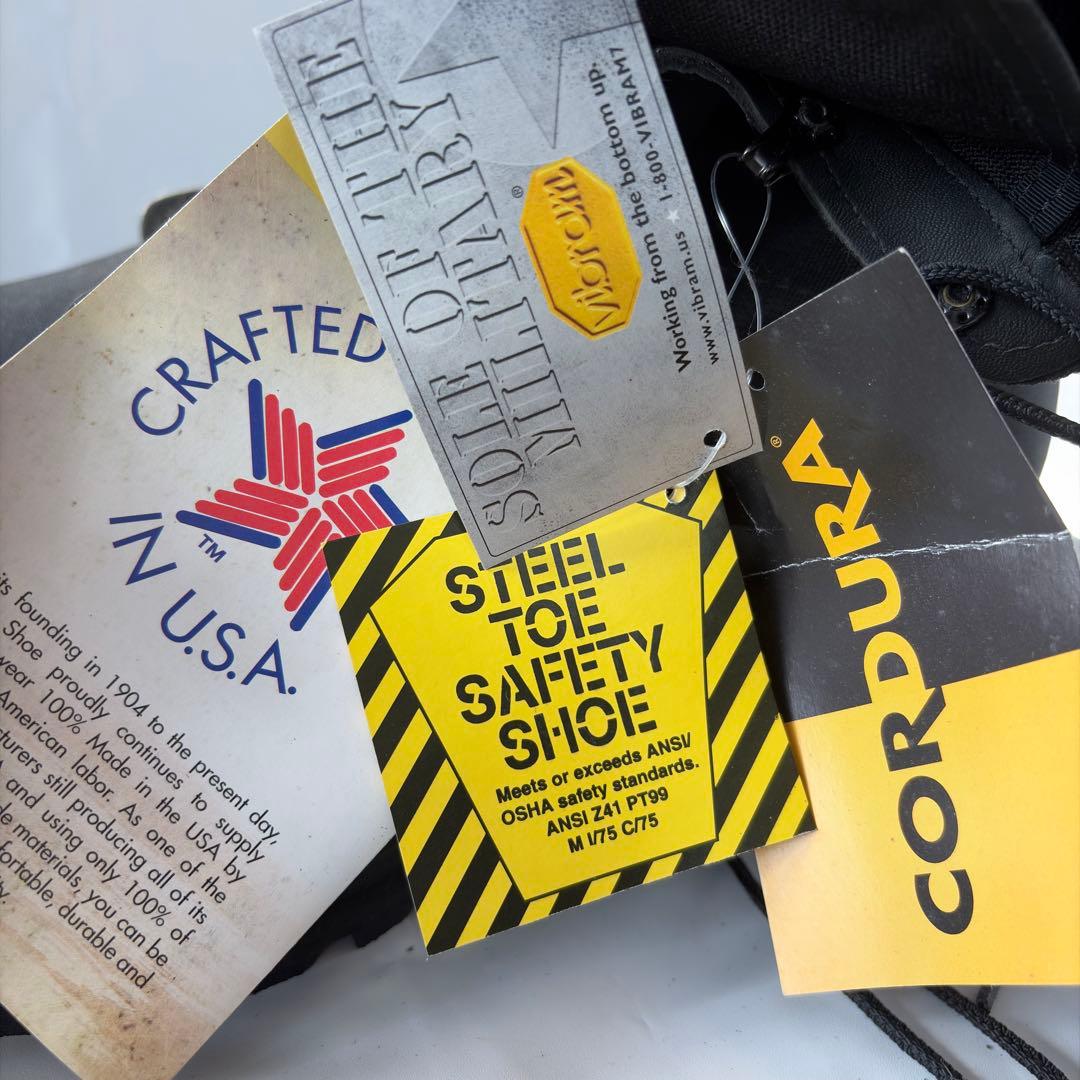 SOLE OF THE
MILITARY
vibram
®
Working from the bottom up.
www.vibram.us ★ 1-800-VIBRAM7
CRAFTED
IN U.S.A.
TM
its founding in 1904 to the present day,
Shoe proudly continues to supply
wear 100% Made in the USA by
American labor. As one of the
turers still producing all of its
and using only 100% of
de materials, you can be
fortable, durable and
STEEL
TOE
SAFETY
SHOE
Meets or exceeds ANSI/
OSHA safety standards.
ANSI Z41 PT99
M I/75 C/75
CORDURA®